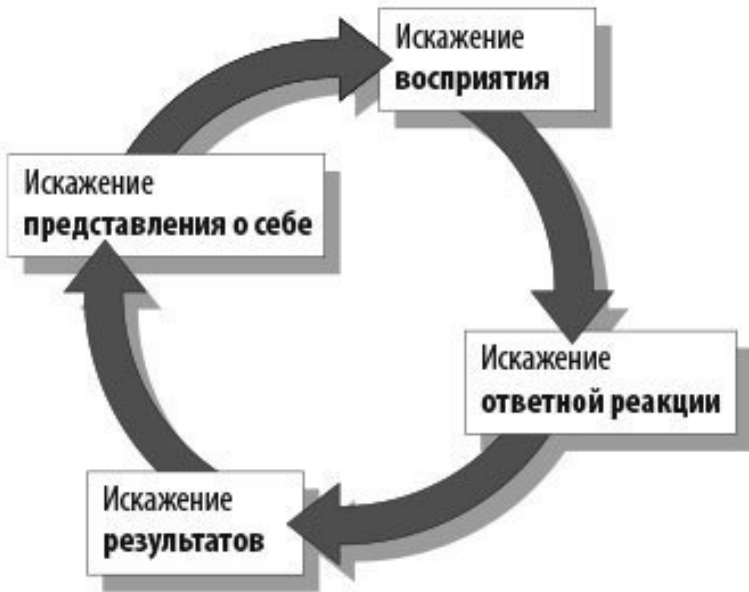 Искажение
восприятия
Искажение
представления о себе
Искажение
ответной реакции
Искажение
результатов